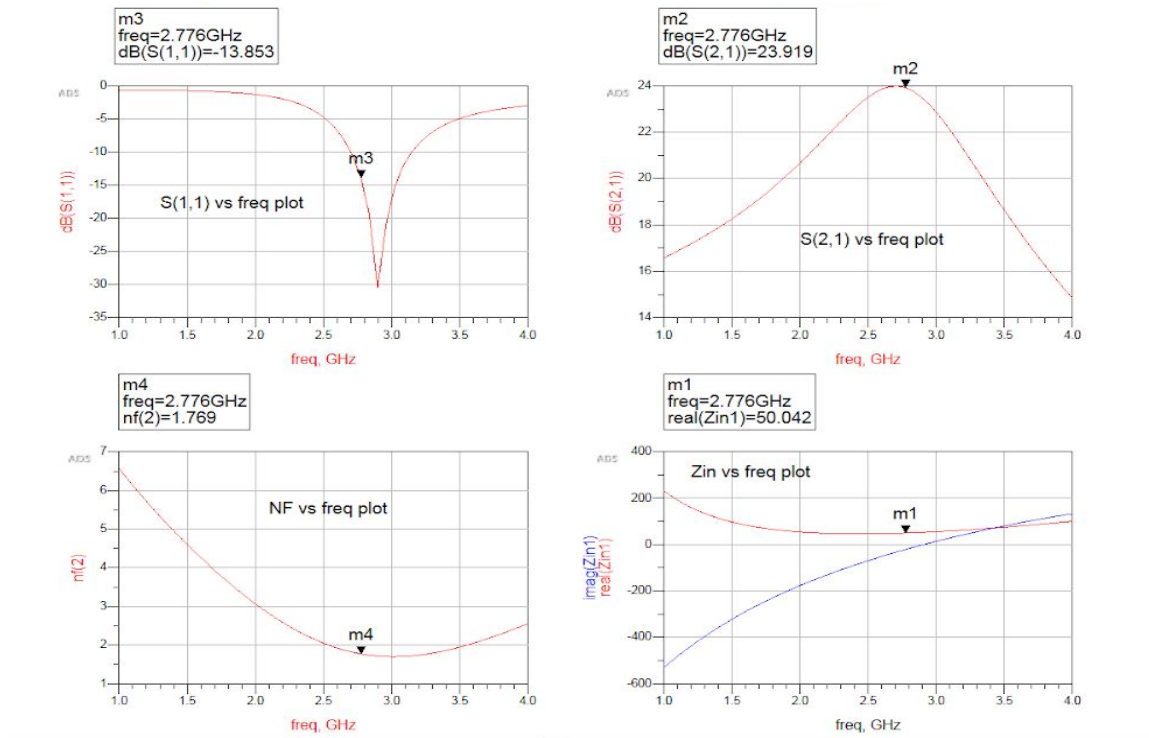 m3
freq=2.776GHz
dB(S(1,1))=-13.853
ADS
0
-5
-10
-15
-20
-25
-30
-35
dB(S(1,1))
m3
S(1,1) vs freq plot
1.0 1.5 2.0 2.5 3.0 3.5 4.0
freq, GHz
m2
freq=2.776GHz
dB(S(2,1))=23.919
ADS
24
22
20
18
16
14
dB(S(2,1))
m2
S(2,1) vs freq plot
1.0 1.5 2.0 2.5 3.0 3.5 4.0
freq, GHz
m4
freq=2.776GHz
nf(2)=1.769
ADS
7
6
5
4
3
2
1
nf(2)
NF vs freq plot
m4
1.0 1.5 2.0 2.5 3.0 3.5 4.0
freq, GHz
m1
freq=2.776GHz
real(Zin1)=50.042
ADS
400
200
0
-200
-400
-600
imag(Zin1)
real(Zin1)
Zin vs freq plot
m1
1.0 1.5 2.0 2.5 3.0 3.5 4.0
freq, GHz